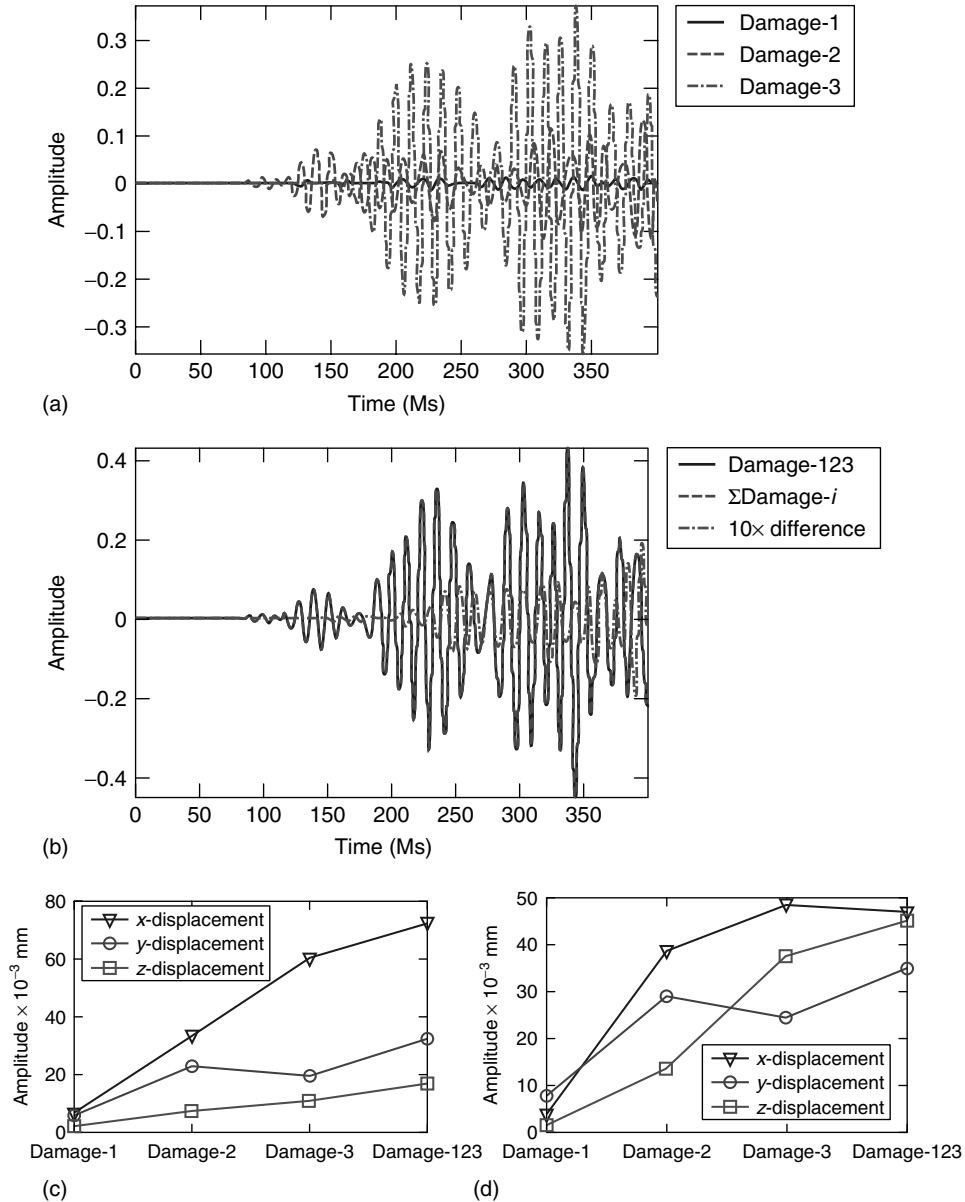 0.3
0.2
0.1
0
−0.1
−0.2
−0.3
Amplitude
0 50 100 150 200 250 300 350
Time (Ms)
(a)
Damage-1
Damage-2
Damage-3
0.4
0.2
0
−0.2
−0.4
Amplitude
0 50 100 150 200 250 300 350
Time (Ms)
(b)
Damage-123
ΣDamage-i
10× difference
80
60
40
20
0
Amplitude × 10⁻³ mm
x-displacement
y-displacement
z-displacement
Damage-1 Damage-2 Damage-3 Damage-123
(c)
50
40
30
20
10
0
Amplitude × 10⁻³ mm
x-displacement
y-displacement
z-displacement
Damage-1 Damage-2 Damage-3 Damage-123
(d)